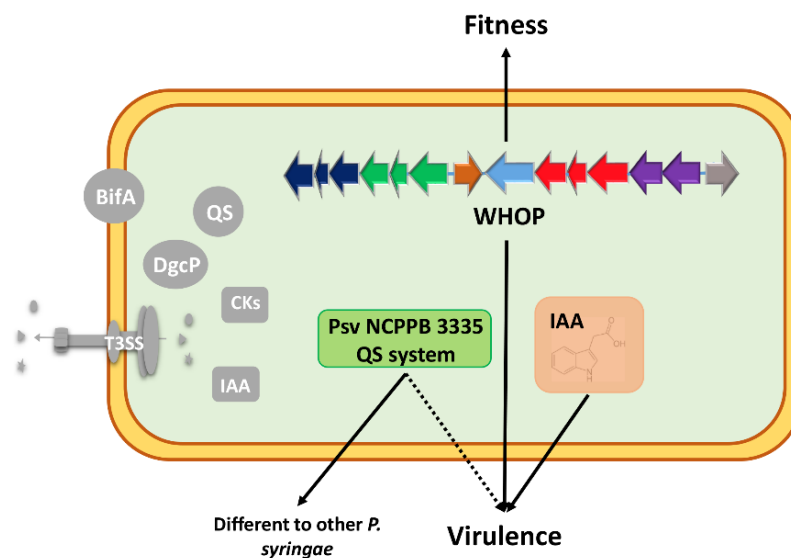 Fitness
WHOP
BifA
QS
DgcP
CKs
T3SS
IAA
Psv NCPPB 3335
QS system
IAA
O
OH
N
H
Different to other P.
syringae
Virulence